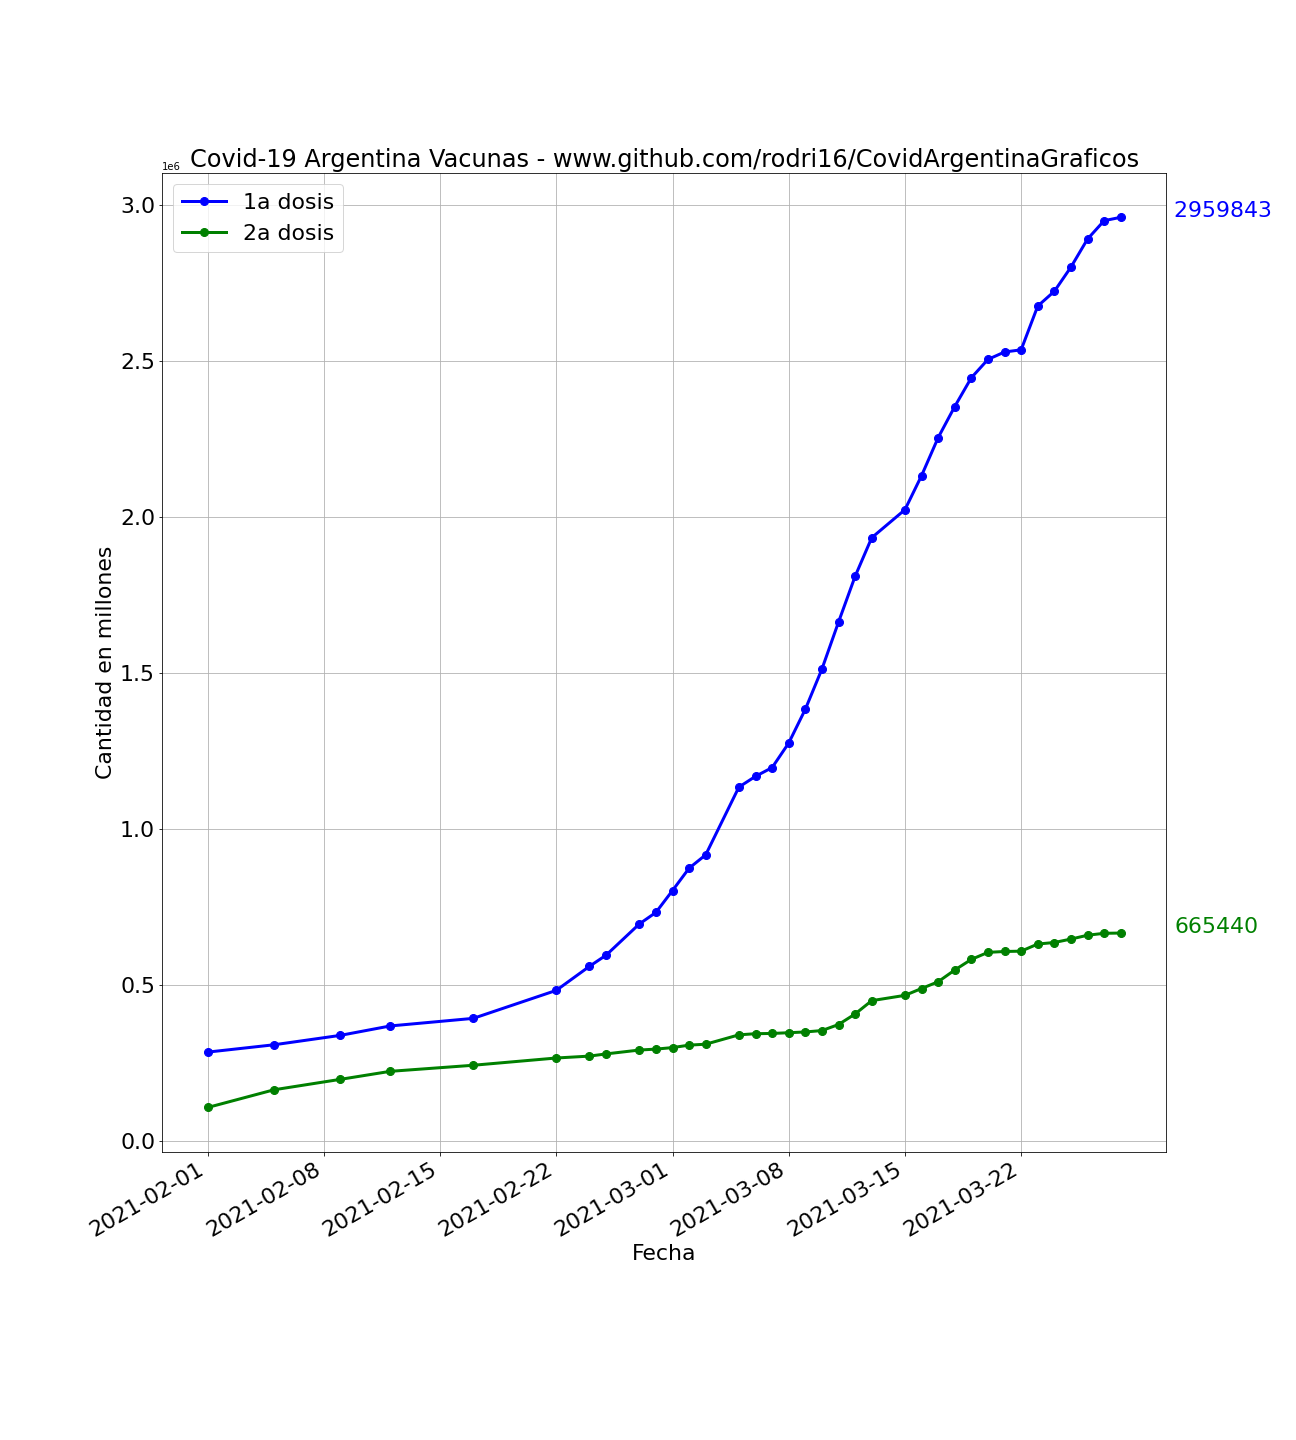 Covid-19 Argentina Vacunas - www.github.com/rodri16/CovidArgentinaGraficos
1e6
1a dosis
2a dosis
3.0
2.5
2.0
1.5
1.0
0.5
0.0
Cantidad en millones
2959843
665440
2021-02-01
2021-02-08
2021-02-15
2021-02-22
2021-03-01
2021-03-08
2021-03-15
2021-03-22
Fecha